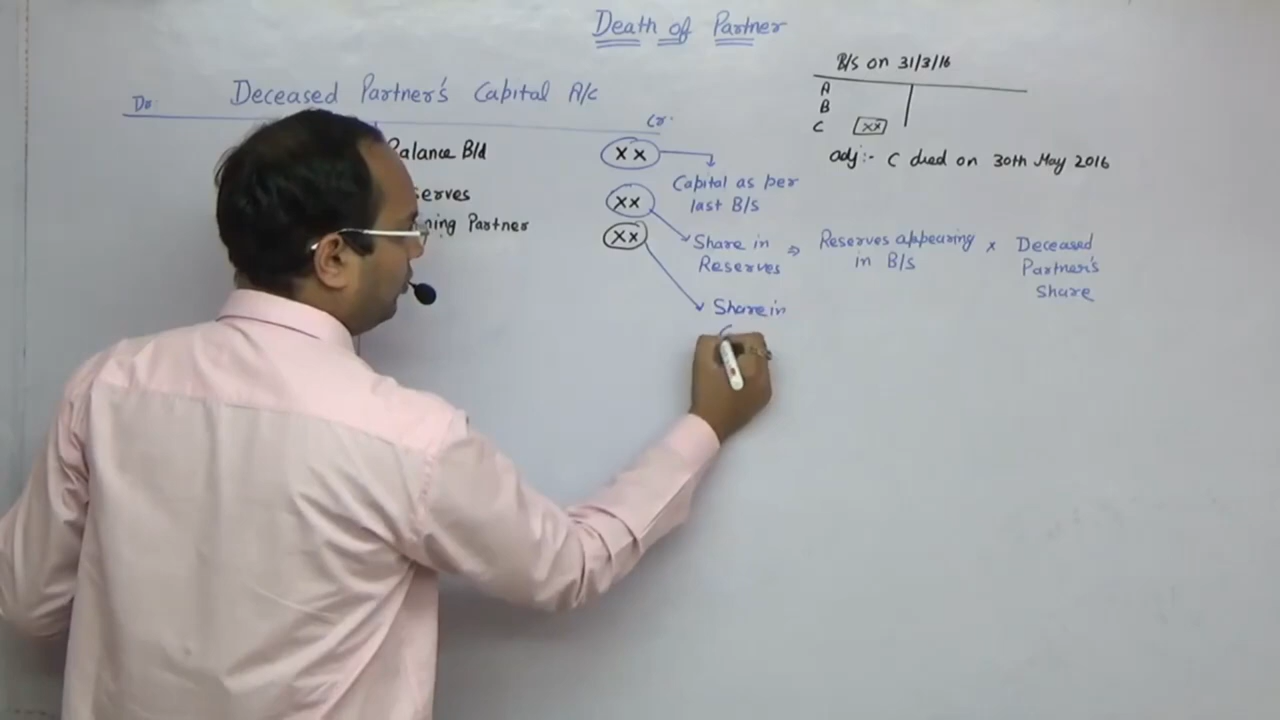 Death of Partner
Deceased Partner's Capital A/c
Dr.
Cr.
Balance B/d
xx
xx
xx
Partner
Capital as per
last B/s
Share in
Reserves
⇒ Reserves appearing
in B/s
x
Deceased
Partner's
Share
Share in
B/s on 31/3/16
A
B
C
xx
adj:- C died on 30th May 2016